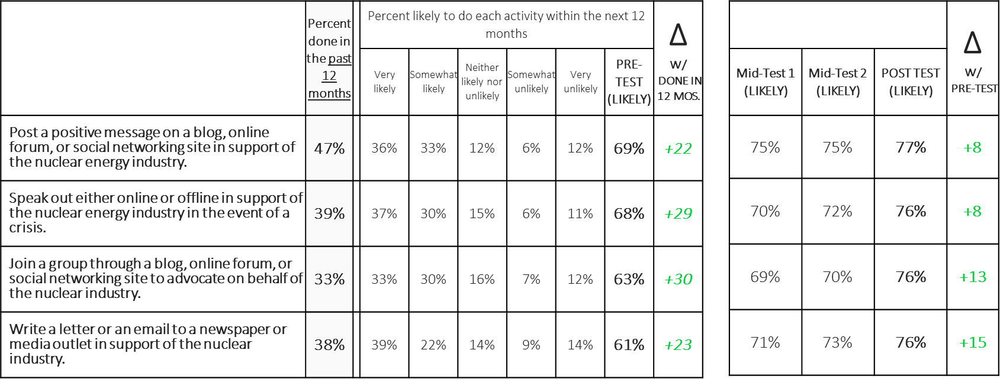 Percent
done in
the past
12
months
Percent likely to do each activity within the next 12
months
Very
likely
Somewhat
likely
Neither
likely nor
unlikely
Somewhat
unlikely
Very
unlikely
PRE-
TEST
(LIKELY)
Δ
W/
DONE IN
12 MOS.
Mid-Test 1
(LIKELY)
Mid-Test 2
(LIKELY)
POST TEST
(LIKELY)
Δ
W/
PRE-TEST
Post a positive message on a blog, online
forum, or social networking site in support of
the nuclear energy industry.
47% 36% 33% 12% 6% 12% 69% +22 75% 75% 77% +8
Speak out either online or offline in support of
the nuclear energy industry in the event of a
crisis.
39% 37% 30% 15% 6% 11% 68% +29 70% 72% 76% +8
Join a group through a blog, online forum, or
social networking site to advocate on behalf of
the nuclear industry.
33% 33% 30% 16% 7% 12% 63% +30 69% 70% 76% +13
Write a letter or an email to a newspaper or
media outlet in support of the nuclear
industry.
38% 39% 22% 14% 9% 14% 61% +23 71% 73% 76% +15